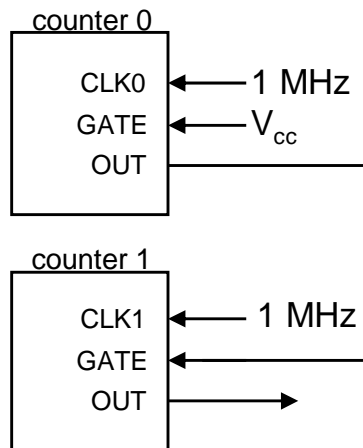 counter 0
CLK0 1 MHz
GATE Vcc
OUT
counter 1
CLK1 1 MHz
GATE
OUT